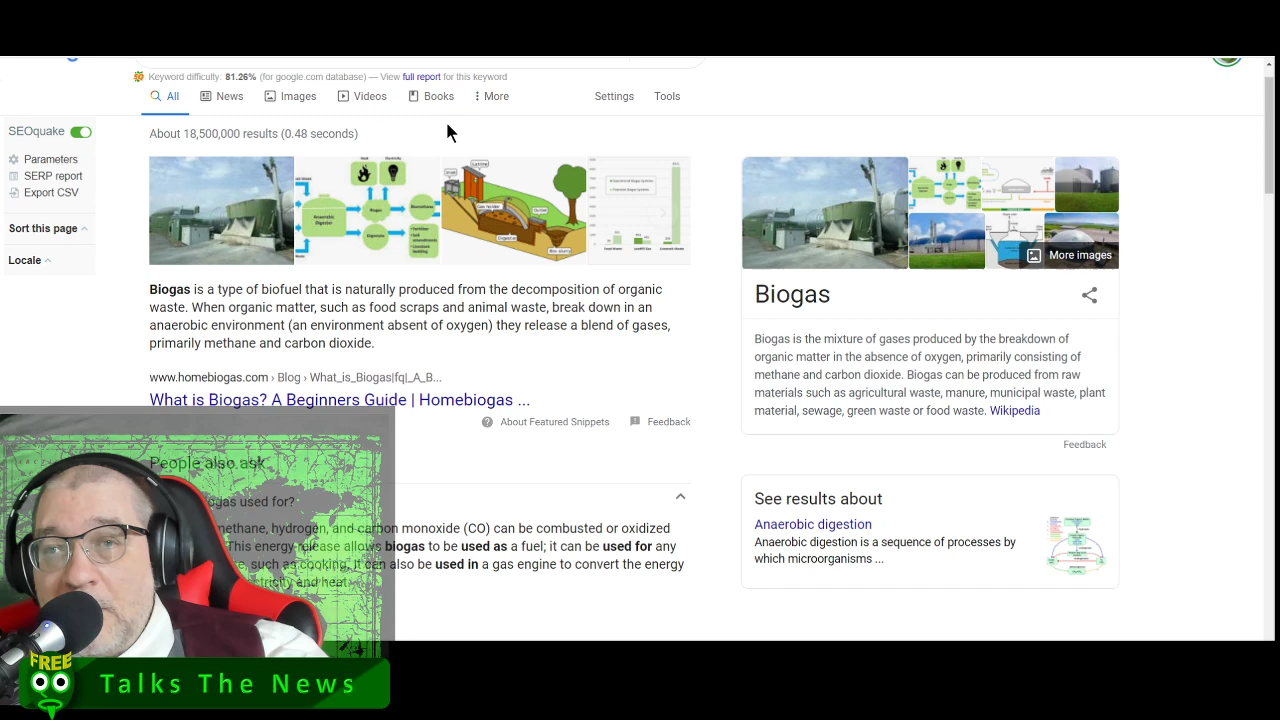 Keyword difficulty: 81.26% (for google.com database) — View full report for this keyword
All News Images Videos Books More Settings Tools
SEOquake
Parameters
SERP report
Export CSV
Sort this page
Locale
About 18,500,000 results (0.48 seconds)
Biogas is a type of biofuel that is naturally produced from the decomposition of organic
waste. When organic matter, such as food scraps and animal waste, break down in an
anaerobic environment (an environment absent of oxygen) they release a blend of gases,
primarily methane and carbon dioxide.
www.homebiogas.com › Blog › What_is_Biogas|fq|_A_B...
What is Biogas? A Beginners Guide | Homebiogas ...
About Featured Snippets Feedback
People also ask
ogas used for?
methane, hydrogen, and carbon monoxide (CO) can be combusted or oxidized
This energy release allows biogas to be used as a fuel; it can be used for any
such as cooking. It can also be used in a gas engine to convert the energy
electricity and heat.
More images
Biogas
Biogas is the mixture of gases produced by the breakdown of
organic matter in the absence of oxygen, primarily consisting of
methane and carbon dioxide. Biogas can be produced from raw
materials such as agricultural waste, manure, municipal waste, plant
material, sewage, green waste or food waste. Wikipedia
Feedback
See results about
Anaerobic digestion
Anaerobic digestion is a sequence of processes by
which microorganisms ...
FREE
Talks The News